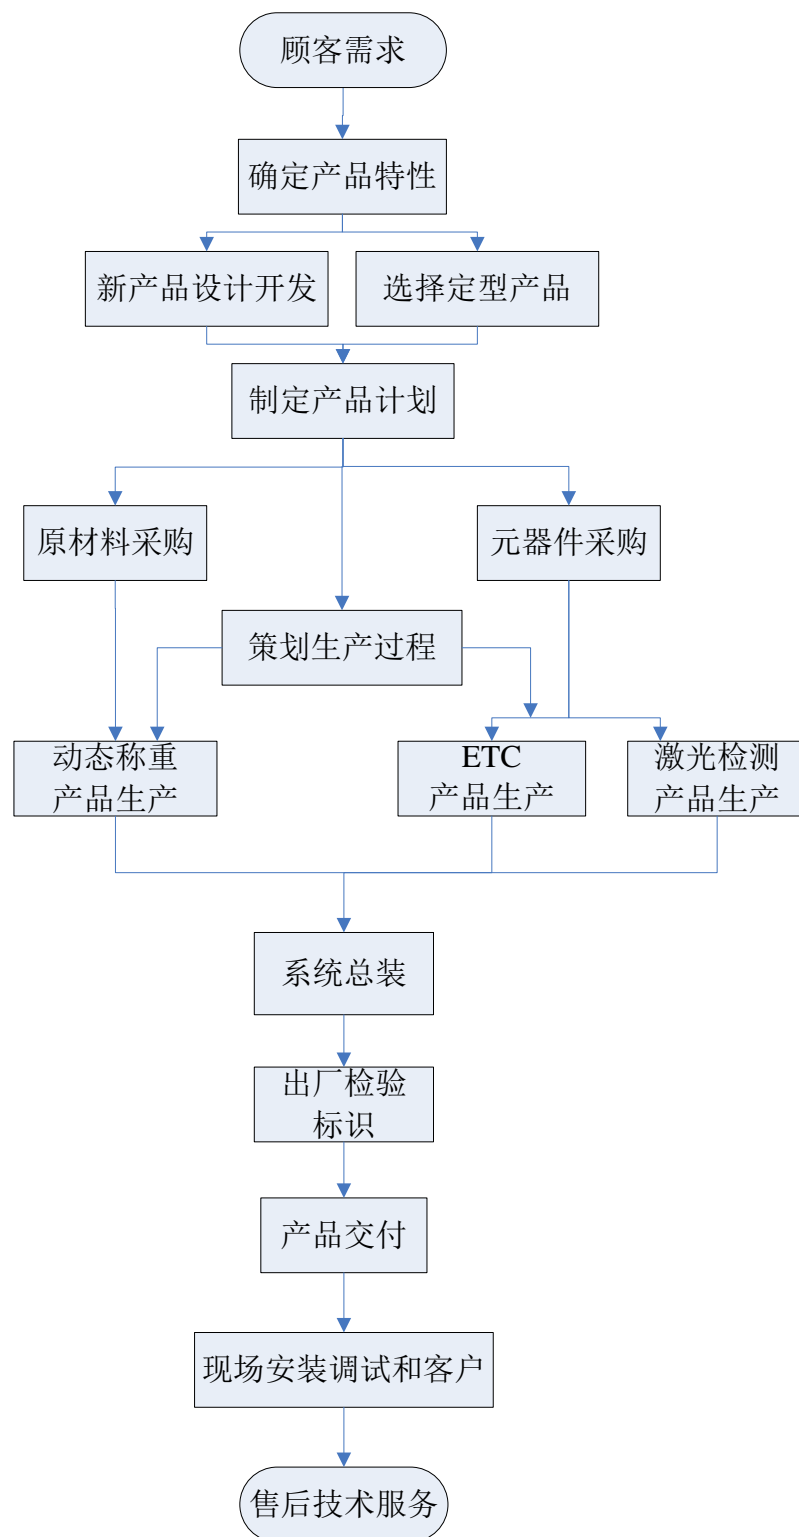 顾客需求
确定产品特性
新产品设计开发
选择定型产品
制定产品计划
原材料采购
元器件采购
策划生产过程
动态称重
产品生产
ETC
产品生产
激光检测
产品生产
系统总装
出厂检验
标识
产品交付
现场安装调试和客户
售后技术服务